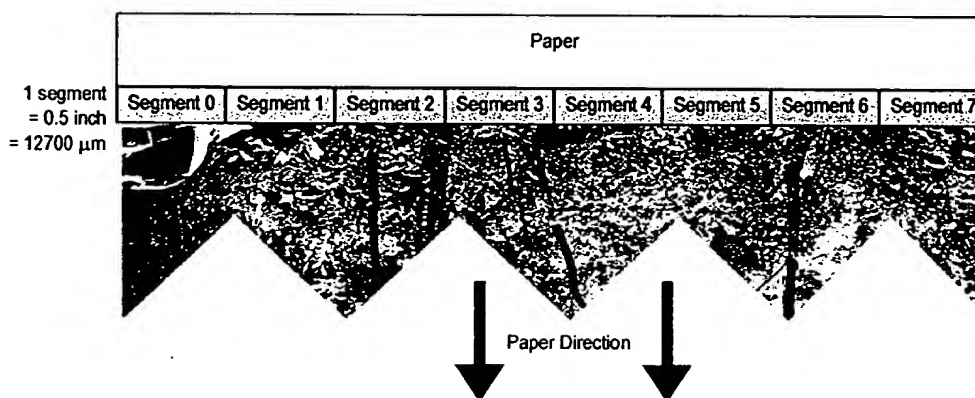 Paper
1 segment
= 0.5 inch
= 12700 μm
Segment 0 Segment 1 Segment 2 Segment 3 Segment 4 Segment 5 Segment 6 Segment 7
Paper Direction